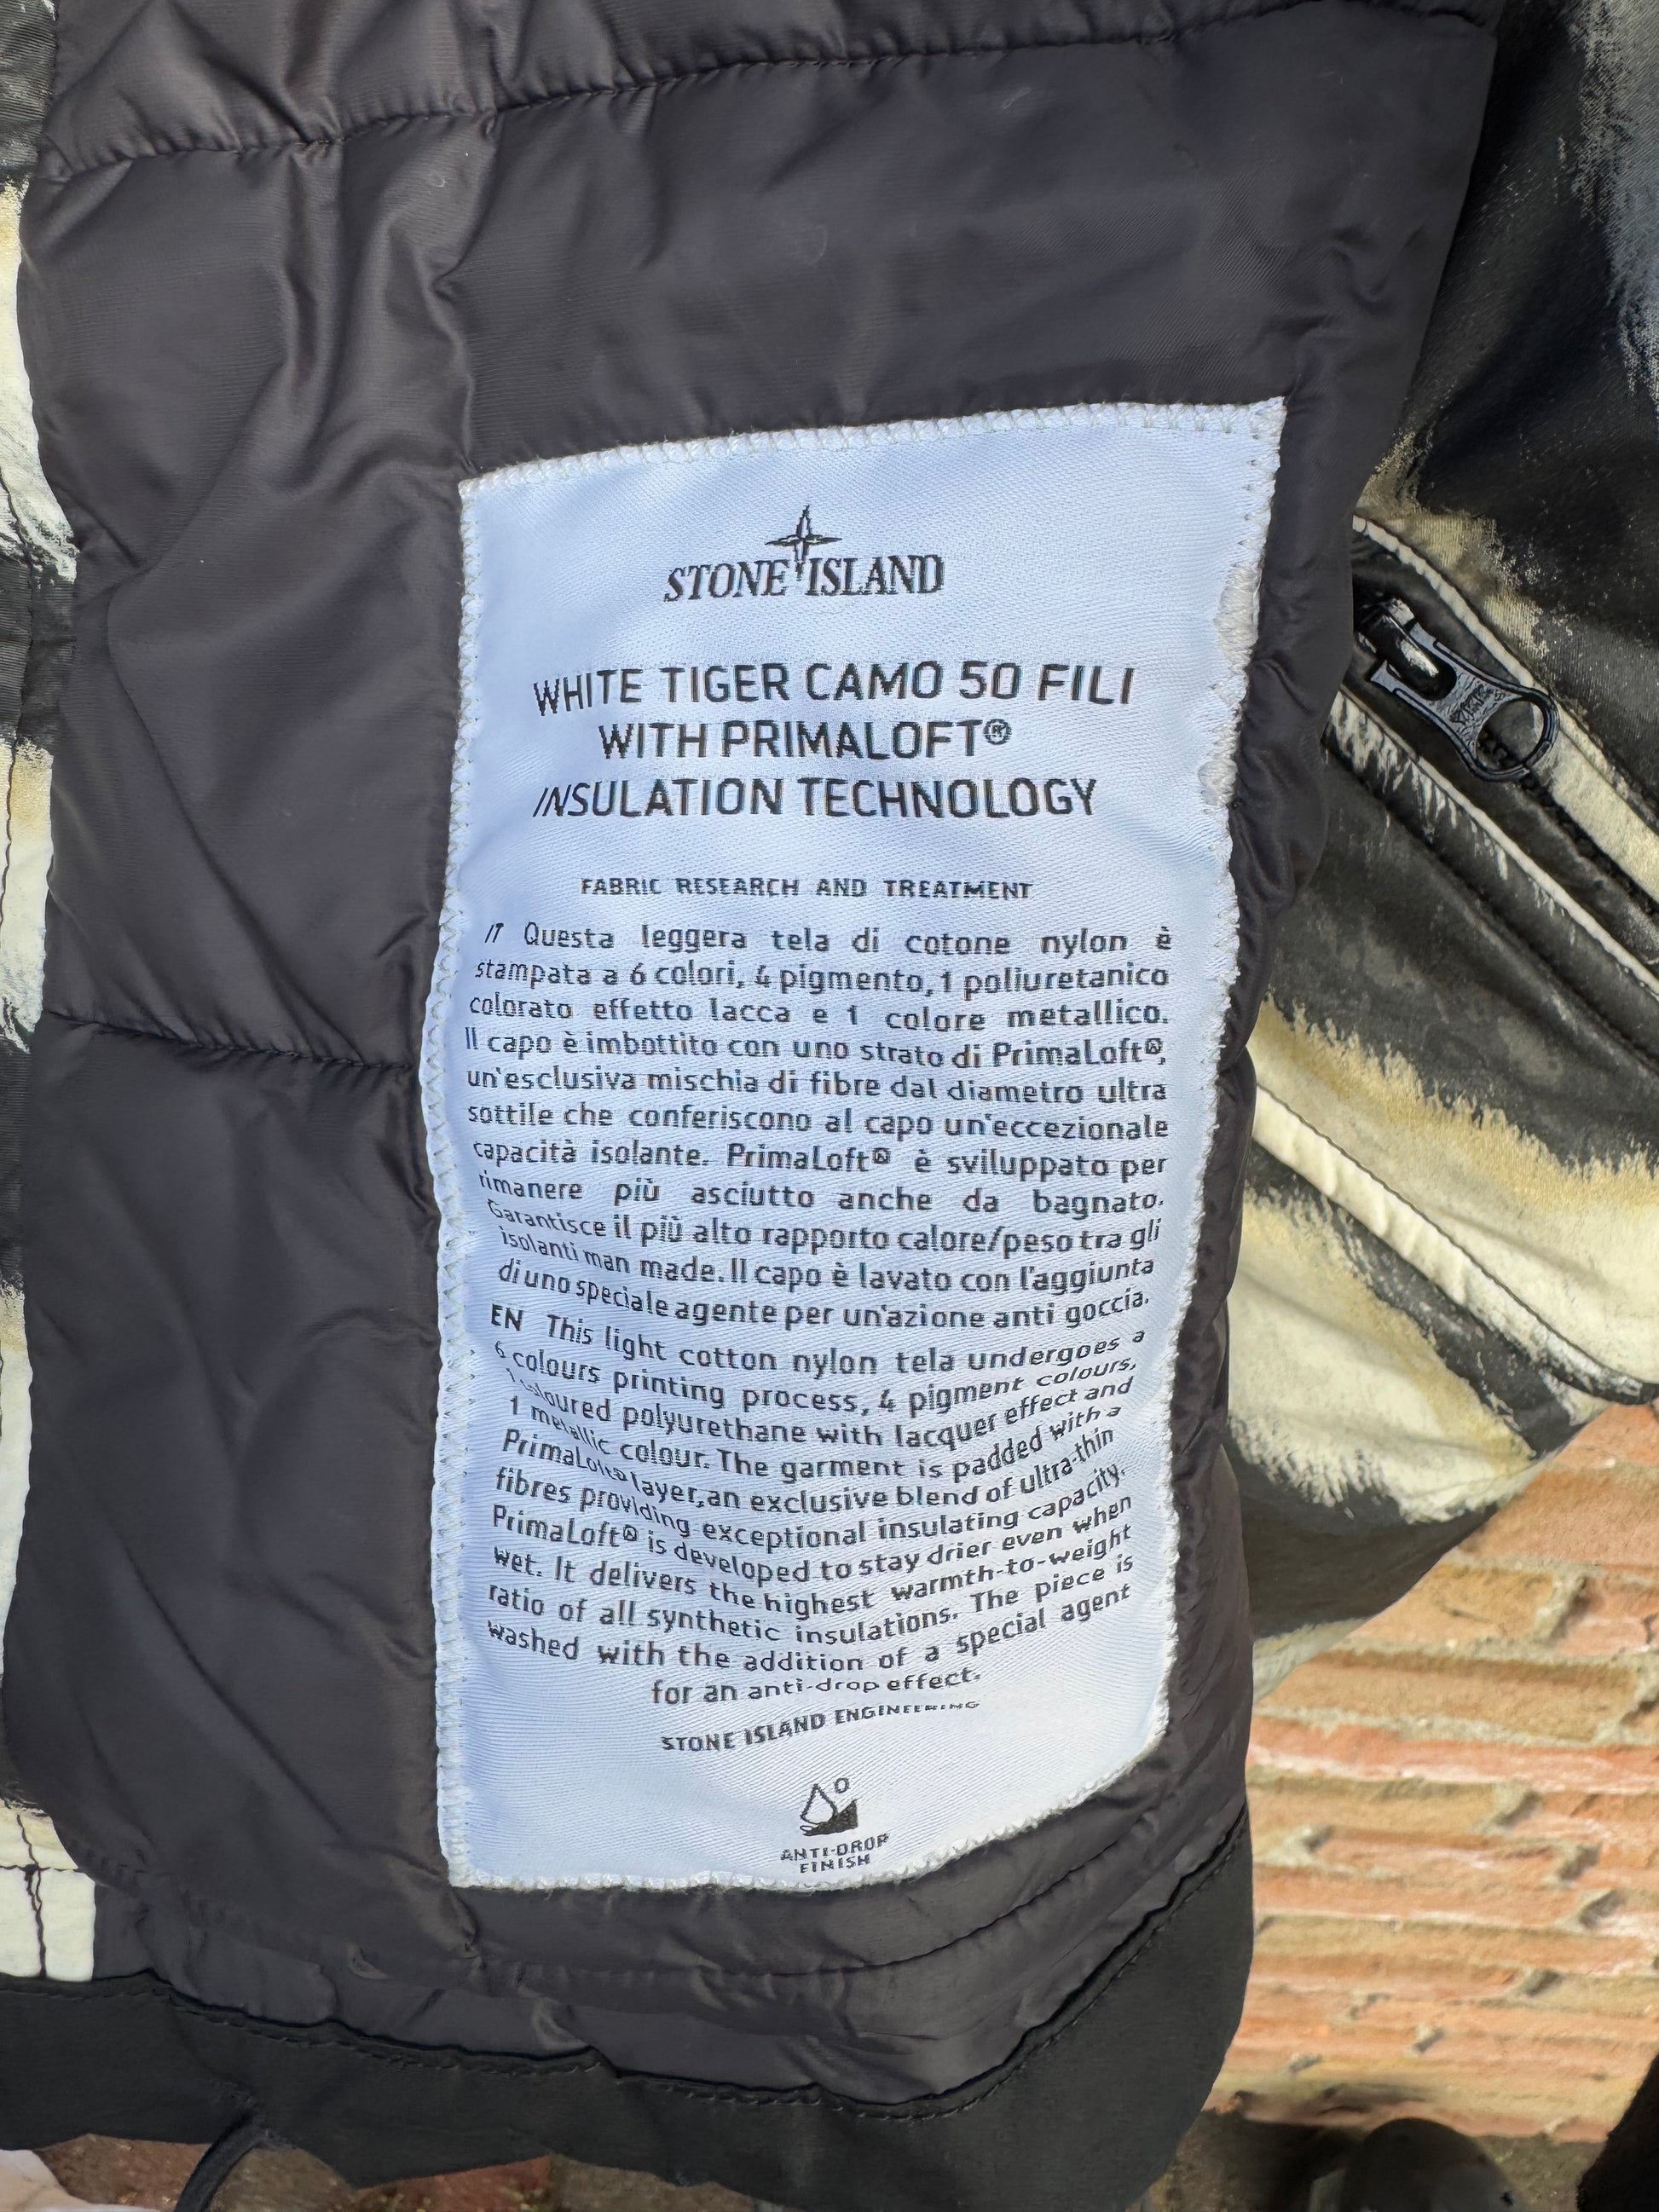 STONE ISLAND
WHITE TIGER CAMO 50 FILI
WITH PRIMALOFT®
INSULATION TECHNOLOGY
FABRIC RESEARCH AND TREATMENT
IT Questa leggera tela di cotone nylon è
stampata a 6 colori, 4 pigmento, 1 poliuretanico
colorato effetto lacca e 1 colore metallico.
Il capo è imbottito con uno strato di PrimaLoft®,
un'esclusiva mischia di fibre dal diametro ultra
sottile che conferiscono al capo un'eccezionale
capacità isolante. PrimaLoft® è sviluppato per
rimanere più asciutto anche da bagnato.
Garantisce il più alto rapporto calore/peso tra gli
isolanti man made. Il capo è lavato con l'aggiunta
di uno speciale agente per un'azione anti goccia.
EN This light cotton nylon tela undergoes a
6 colours printing process, 4 pigment colours,
1 coloured polyurethane with lacquer effect and
1 metallic colour. The garment is padded with a
PrimaLoft® layer, an exclusive blend of ultra-thin
fibres providing exceptional insulating capacity.
PrimaLoft® is developed to stay drier even when
wet. It delivers the highest warmth-to-weight
ratio of all synthetic insulations. The piece is
washed with the addition of a special agent
for an anti-drop effect.
STONE ISLAND ENGINEERING
ANTI-DROP
FINISH